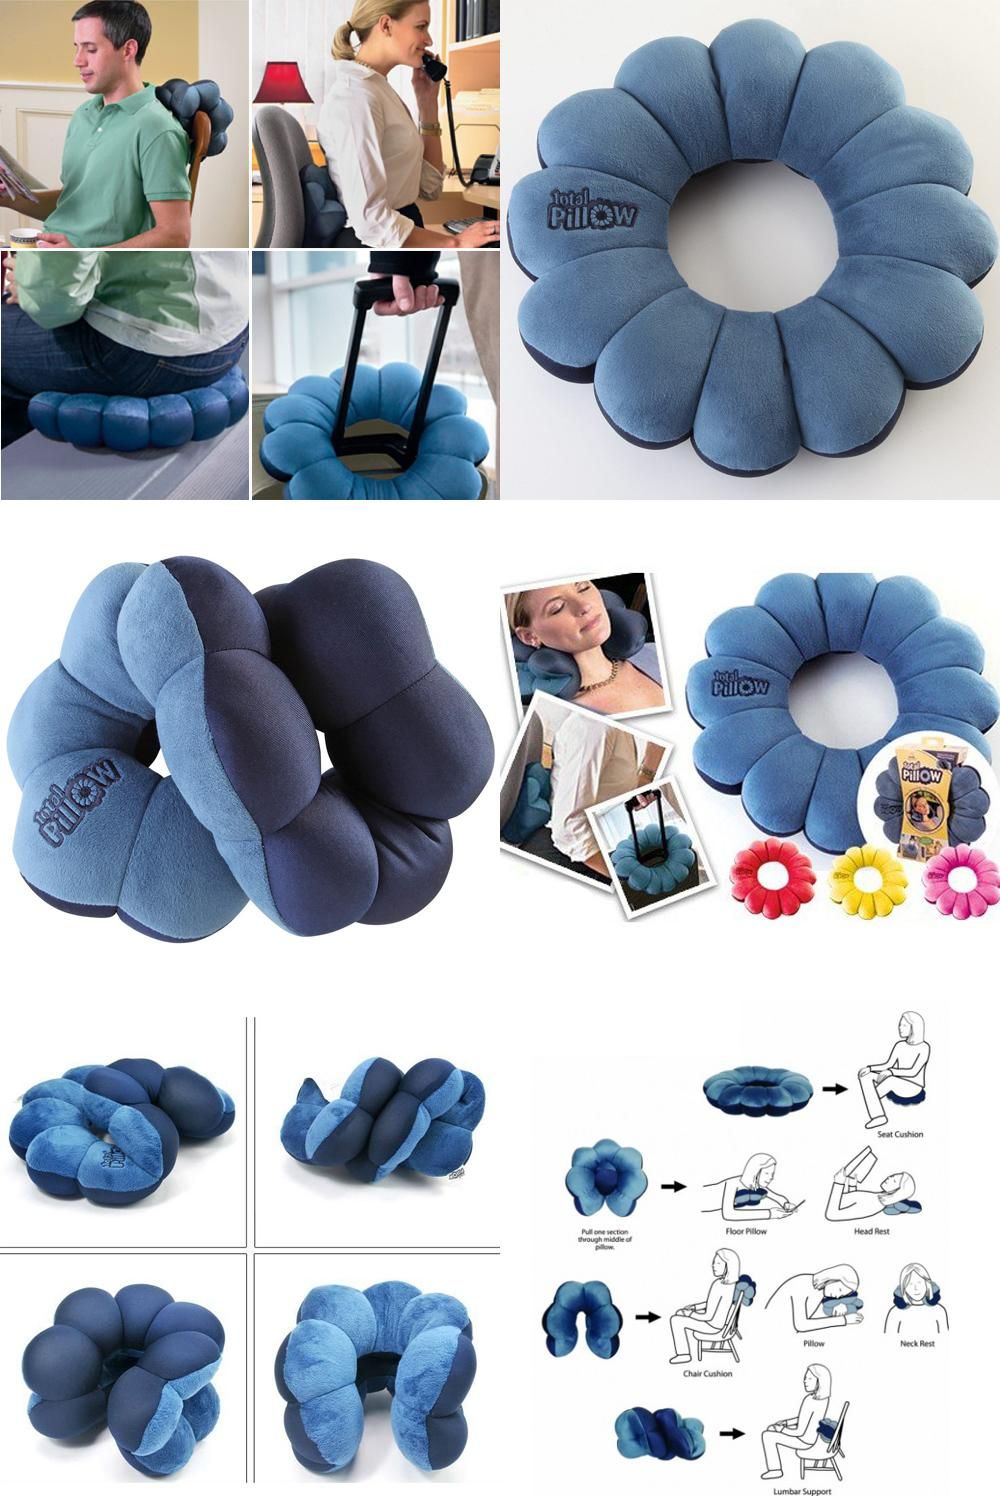 total
PillOw
total
PillOw
total
PillOw
total
PillOw
Seat Cushion
Pull one section
through middle of
pillow.
Floor Pillow
Head Rest
Chair Cushion
Pillow
Neck Rest
Lumbar Support